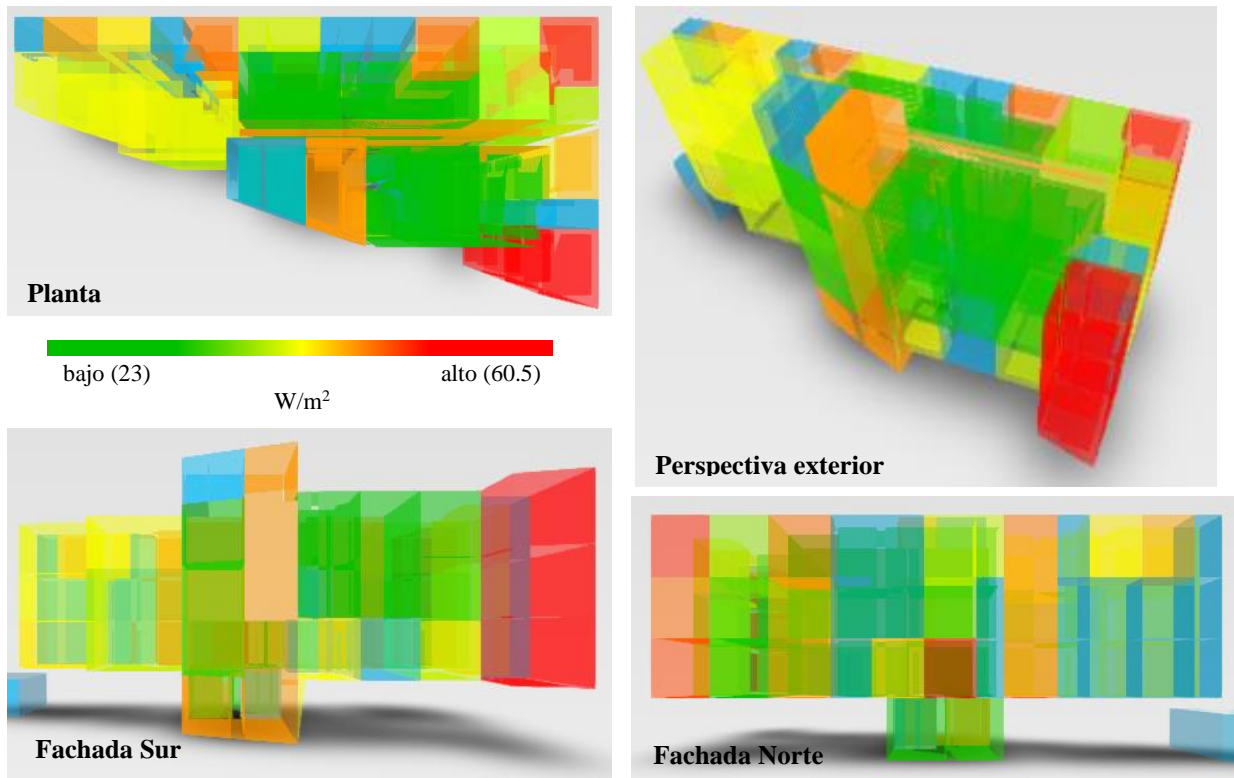 Planta
bajo (23)
alto (60.5)
W/m²
Perspectiva exterior
Fachada Sur
Fachada Norte